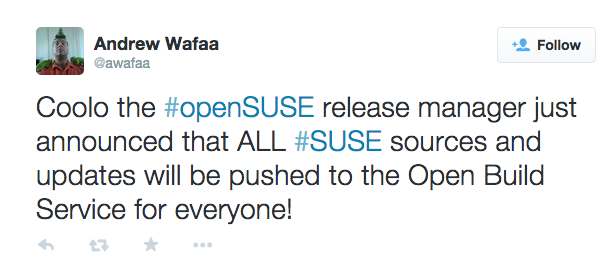 Andrew Wafaa
@awafaa
Follow
Coolo the #openSUSE release manager just
announced that ALL #SUSE sources and
updates will be pushed to the Open Build
Service for everyone!